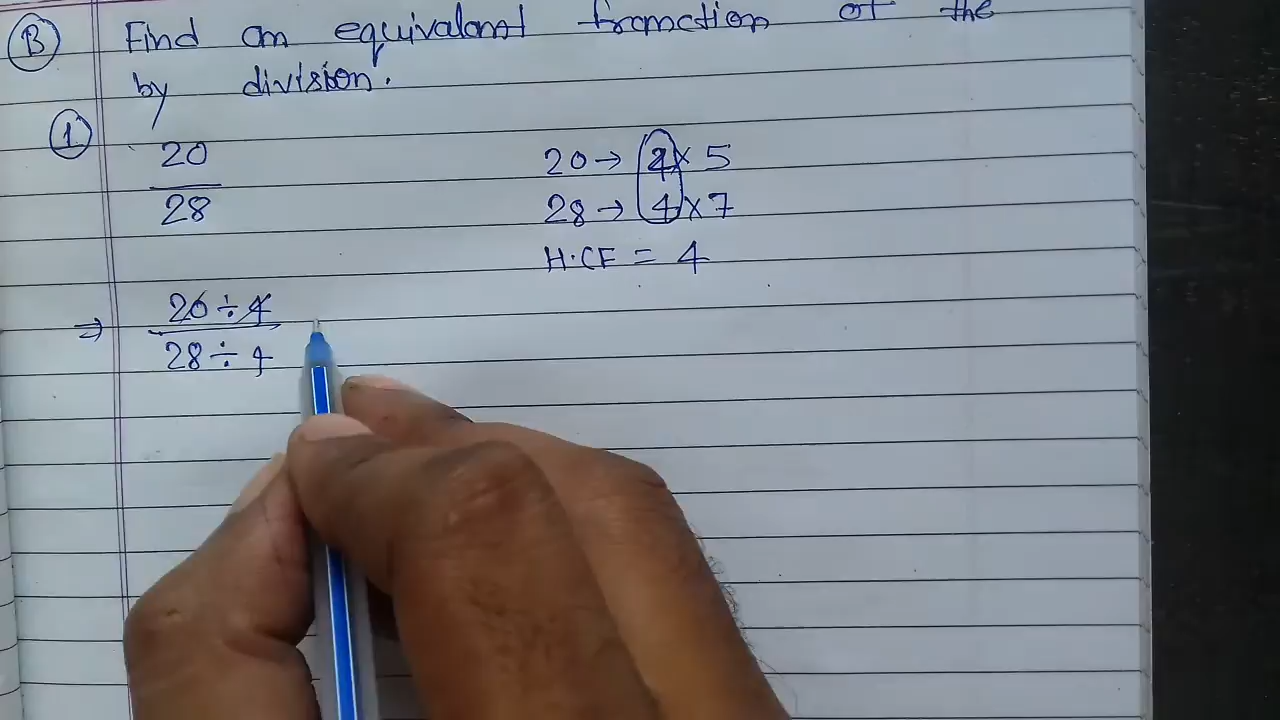 B Find an equivalent fraction of the
by division.
1 20
28
20 → 4 × 5
28 → 4 × 7
H.CF = 4
⇒ 20 ÷ 4
28 ÷ 4